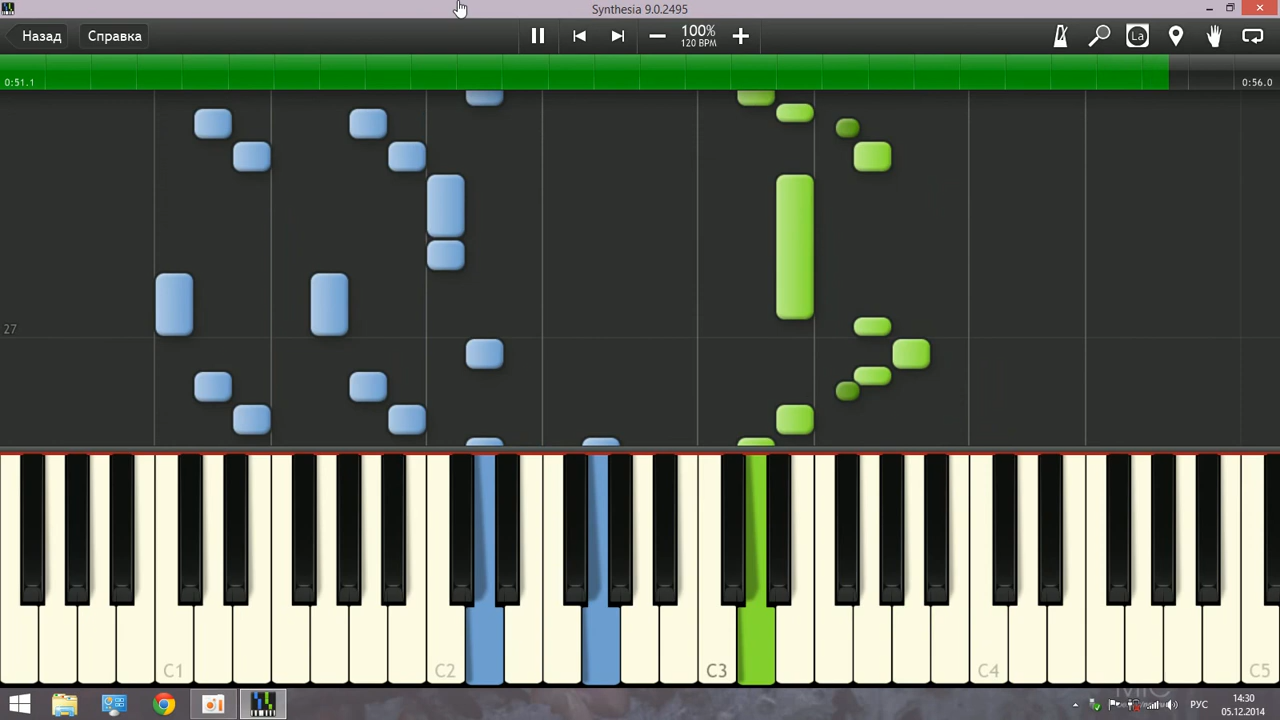 Synthesia 9.0.2495
Назад
Справка
100%
120 BPM
La
0:51.1
0:56.0
27
C1
C2
C3
C4
C5
РУС
14:30
05.12.2014